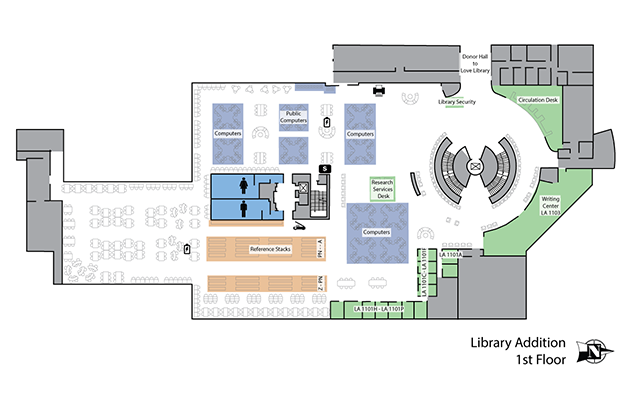 Donor Hall
to
Love Library
Library Security
Circulation Desk
Public
Computers
Computers
Computers
S
Research
Services
Desk
Writing
Center
LA 1103
Computers
Reference Stacks
PN - A
Z - PN
LA 1101C - LA 1101F
LA 1101A
LA 1101H - LA 1101P
Library Addition
1st Floor
N